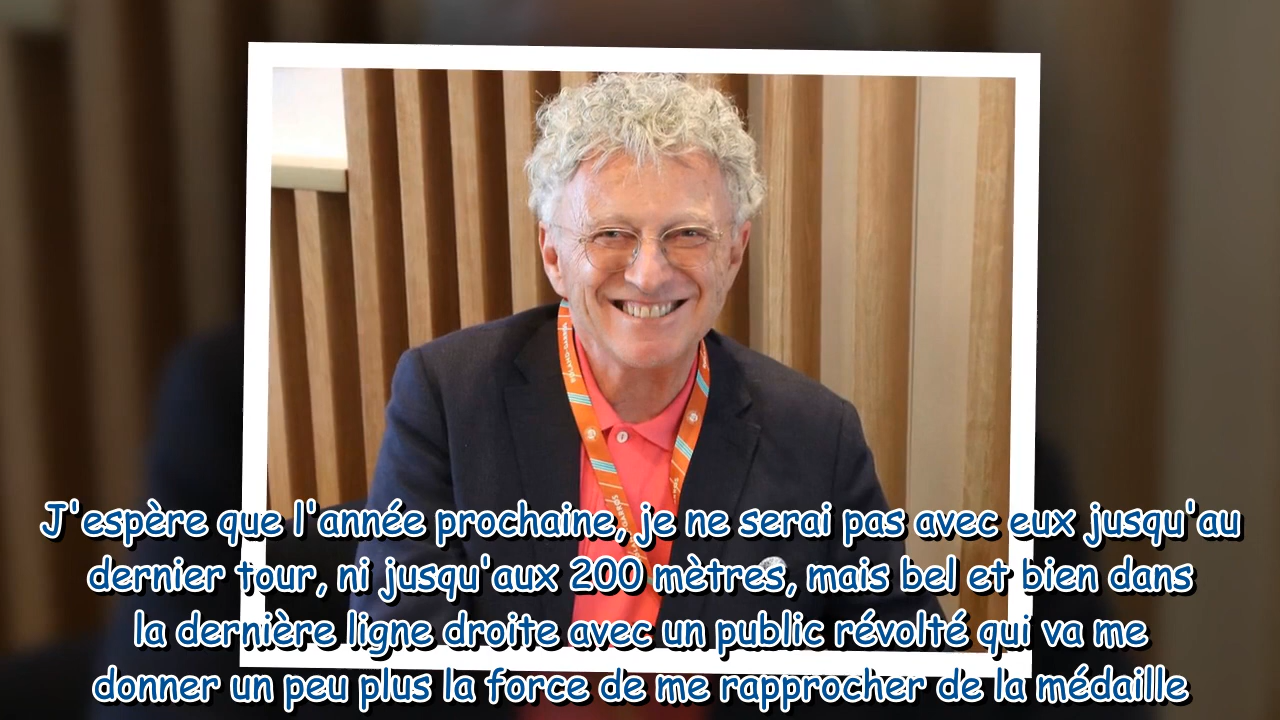 ROLAND-GARROS
J'espère que l'année prochaine, je ne serai pas avec eux jusqu'au
dernier tour, ni jusqu'aux 200 mètres, mais bel et bien dans
la dernière ligne droite avec un public révolté qui va me
donner un peu plus la force de me rapprocher de la médaille